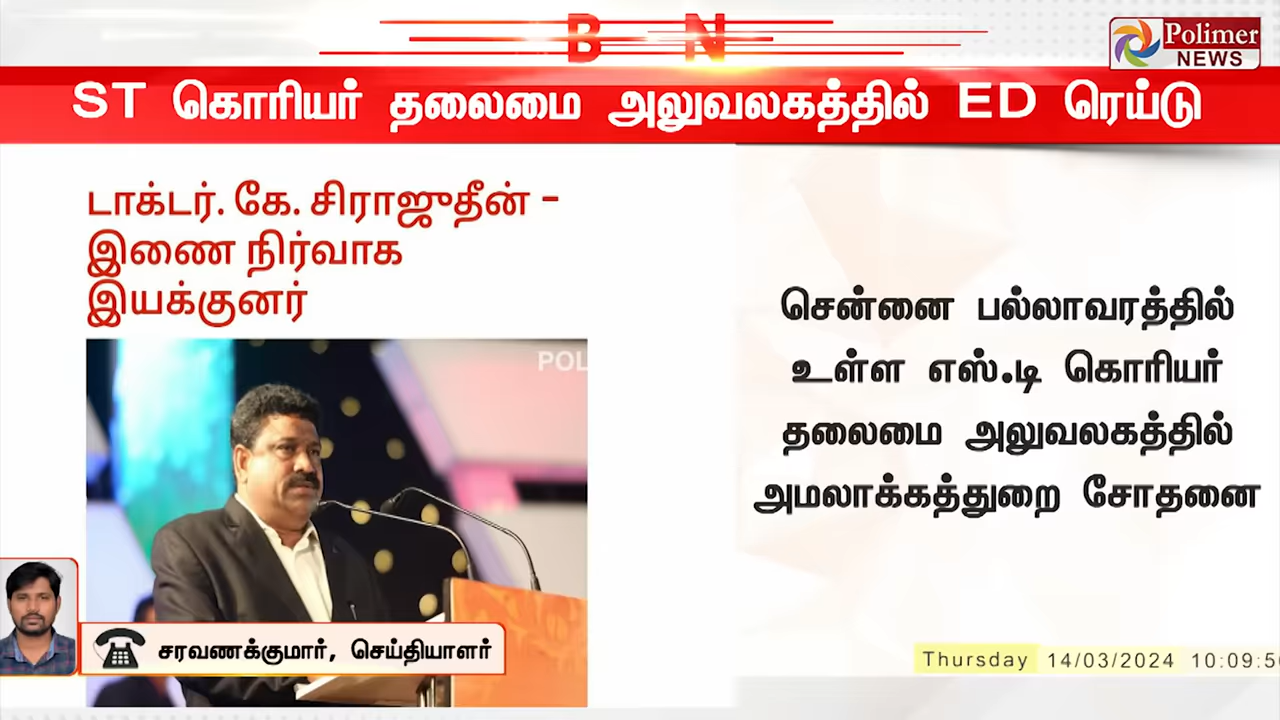 B N
Polimer
NEWS
ST கொரியர் தலைமை அலுவலகத்தில் ED ரெய்டு
டாக்டர். கே. சிராஜுதீன் -
இணை நிர்வாக
இயக்குனர்
POL
சென்னை பல்லாவரத்தில்
உள்ள எஸ்.டி கொரியர்
தலைமை அலுவலகத்தில்
அமலாக்கத்துறை சோதனை
சரவணக்குமார், செய்தியாளர்
Thursday 14/03/2024 10:09:50